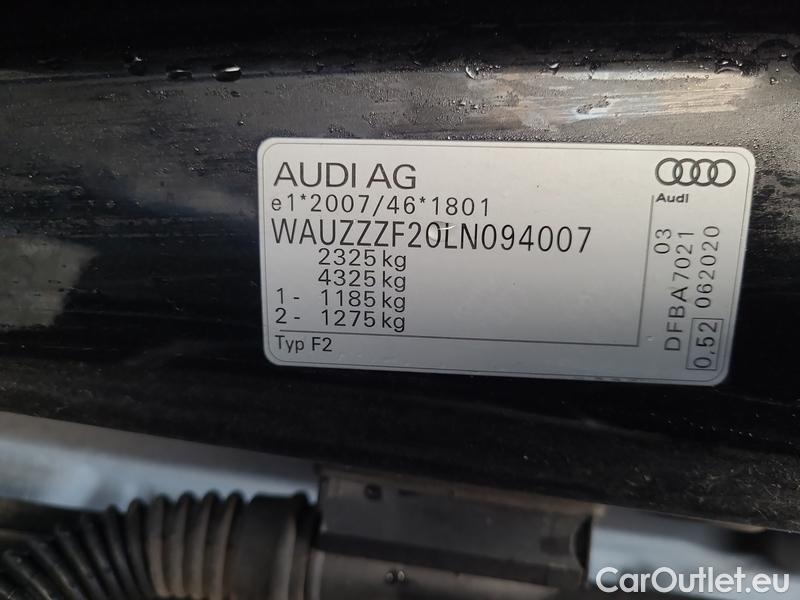 AUDI AG
e1*2007/46*1801
WAUZZZF20LN094007
2325 kg
4325 kg
1 - 1185 kg
2 - 1275 kg
Typ F2
Audi
03
DFBA7021
0,52 062020
CarOutlet.eu